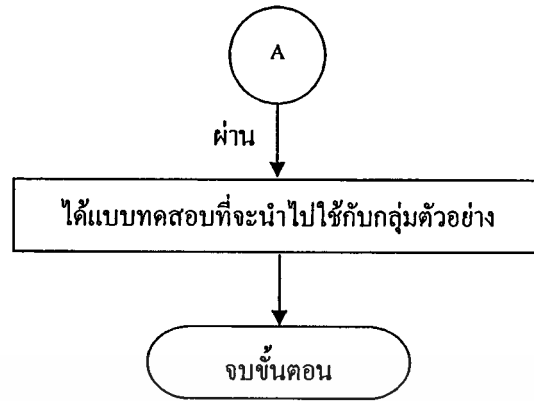 A
ผ่าน
ได้แบบทดสอบที่จะนำไปใช้กับกลุ่มตัวอย่าง
จบขั้นตอน